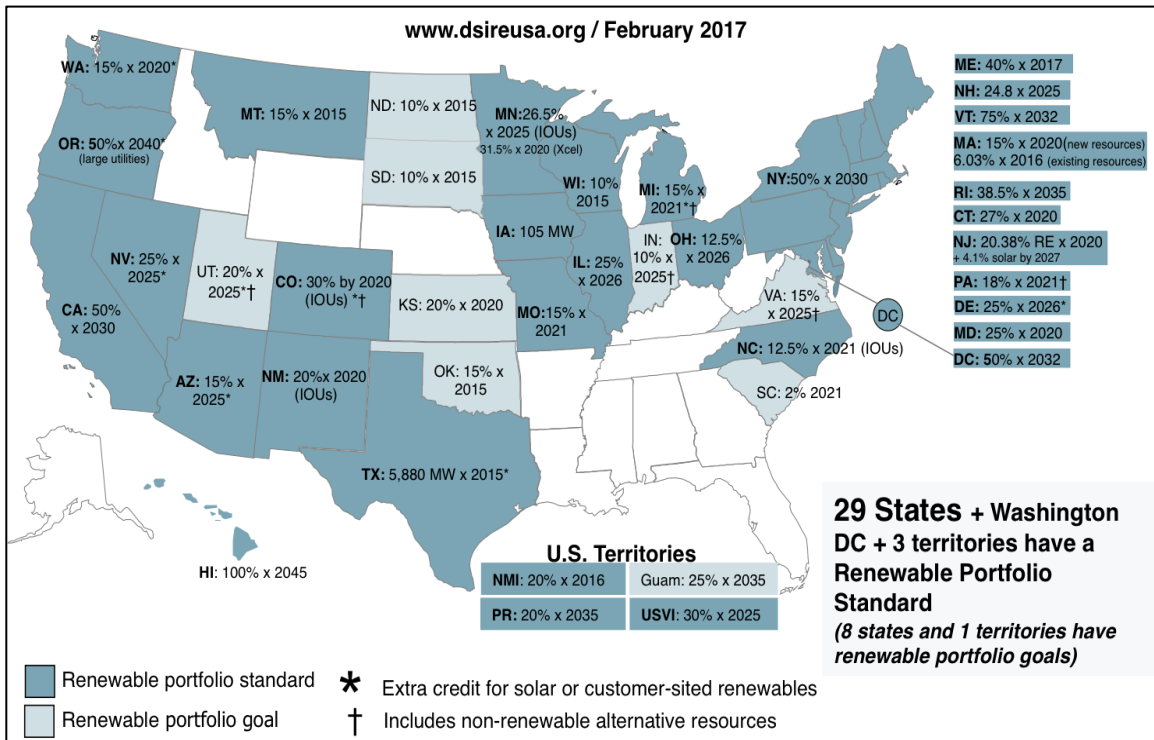 www.dsireusa.org / February 2017
WA: 15% x 2020*
OR: 50%x 2040*
(large utilities)
MT: 15% x 2015
ND: 10% x 2015
SD: 10% x 2015
MN:26.5%
x 2025 (IOUs)
31.5% x 2020 (Xcel)
WI: 10%
2015
MI: 15% x
2021*†
NY:50% x 2030
NV: 25% x
2025*
UT: 20% x
2025*†
CO: 30% by 2020
(IOUs) *†
CA: 50%
x 2030
KS: 20% x 2020
IA: 105 MW
IL: 25%
x 2026
IN:
10% x
2025†
OH: 12.5%
x 2026
MO:15% x
2021
VA: 15%
x 2025†
DC
NC: 12.5% x 2021 (IOUs)
SC: 2% 2021
AZ: 15% x
2025*
NM: 20%x 2020
(IOUs)
OK: 15% x
2015
TX: 5,880 MW x 2015*
HI: 100% x 2045
ME: 40% x 2017
NH: 24.8 x 2025
VT: 75% x 2032
MA: 15% x 2020(new resources)
6.03% x 2016 (existing resources)
RI: 38.5% x 2035
CT: 27% x 2020
NJ: 20.38% RE x 2020
+ 4.1% solar by 2027
PA: 18% x 2021†
DE: 25% x 2026*
MD: 25% x 2020
DC: 50% x 2032
U.S. Territories
NMI: 20% x 2016
Guam: 25% x 2035
PR: 20% x 2035
USVI: 30% x 2025
29 States + Washington
DC + 3 territories have a
Renewable Portfolio
Standard
(8 states and 1 territories have
renewable portfolio goals)
Renewable portfolio standard
* Extra credit for solar or customer-sited renewables
Renewable portfolio goal
† Includes non-renewable alternative resources